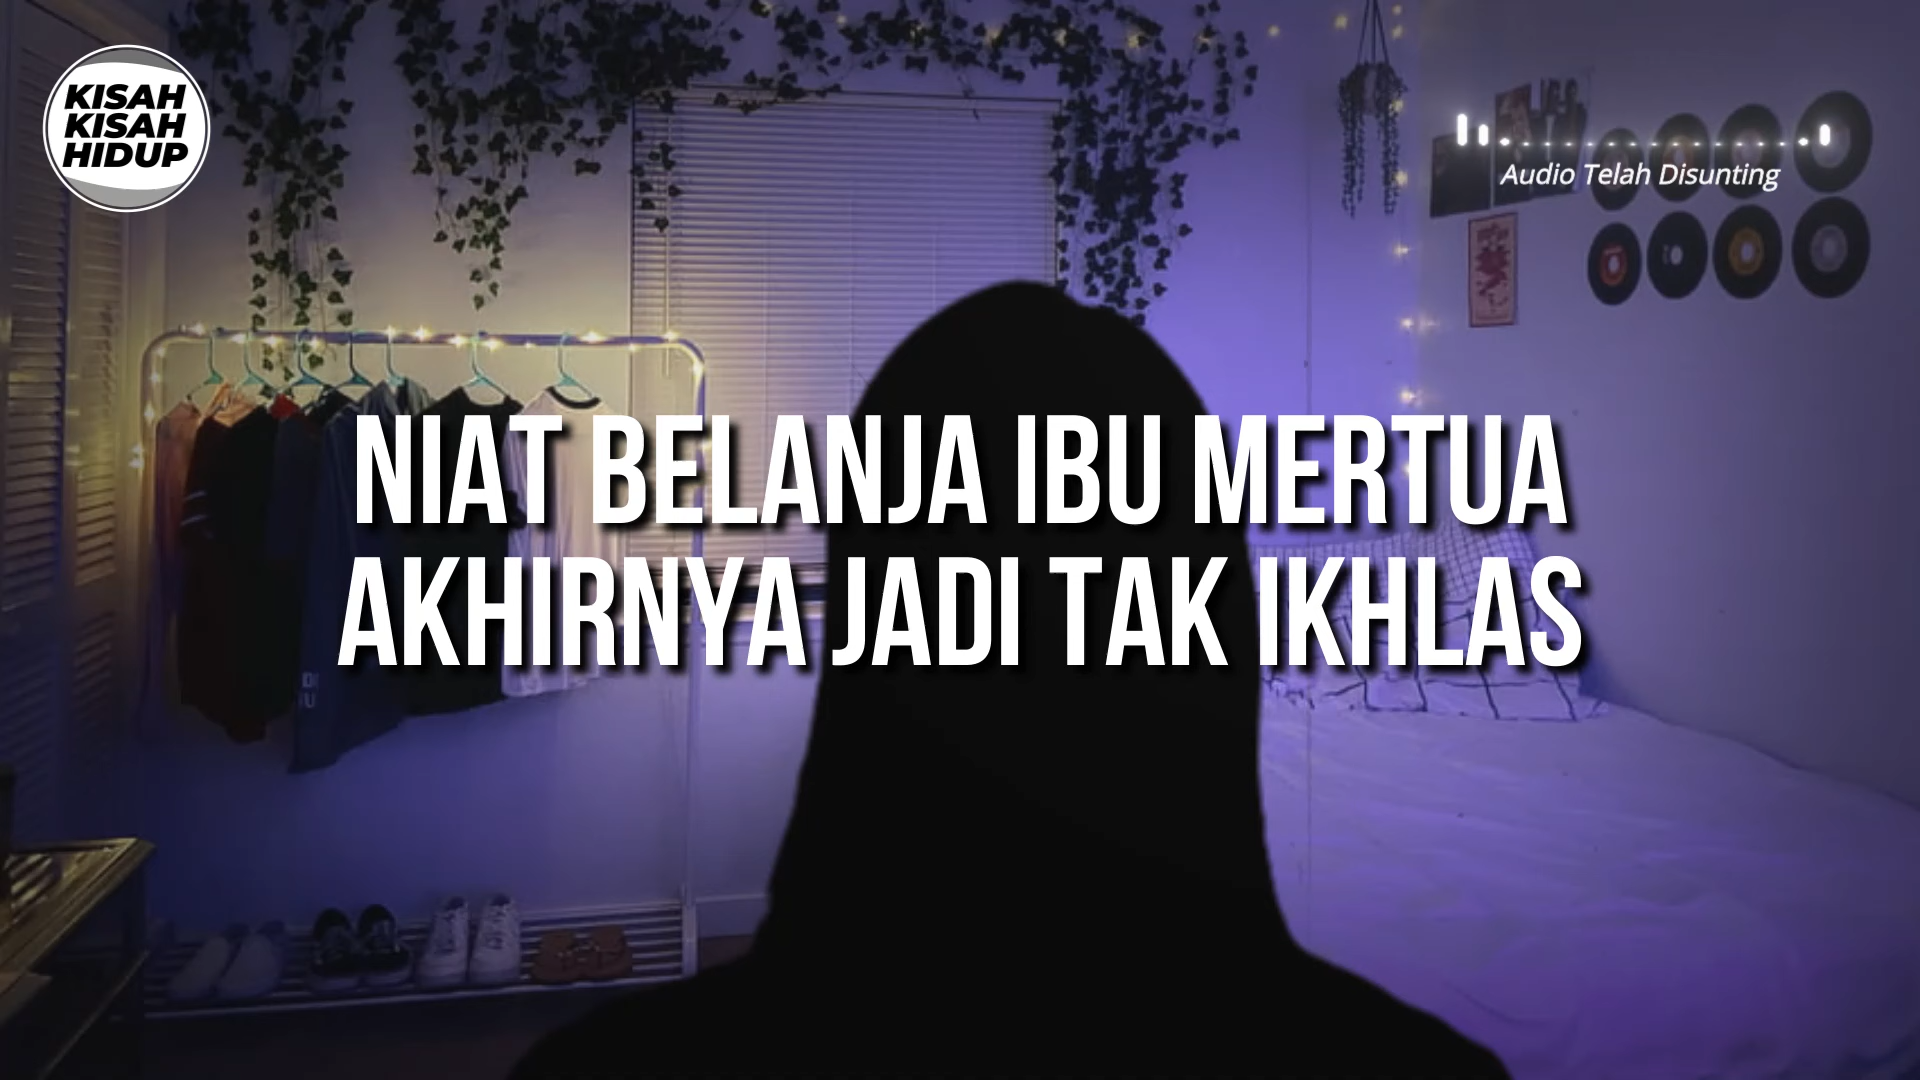 KISAH
KISAH
HIDUP
Audio Telah Disunting
NIAT BELANJA IBU MERTUA
AKHIRNYA JADI TAK IKHLAS